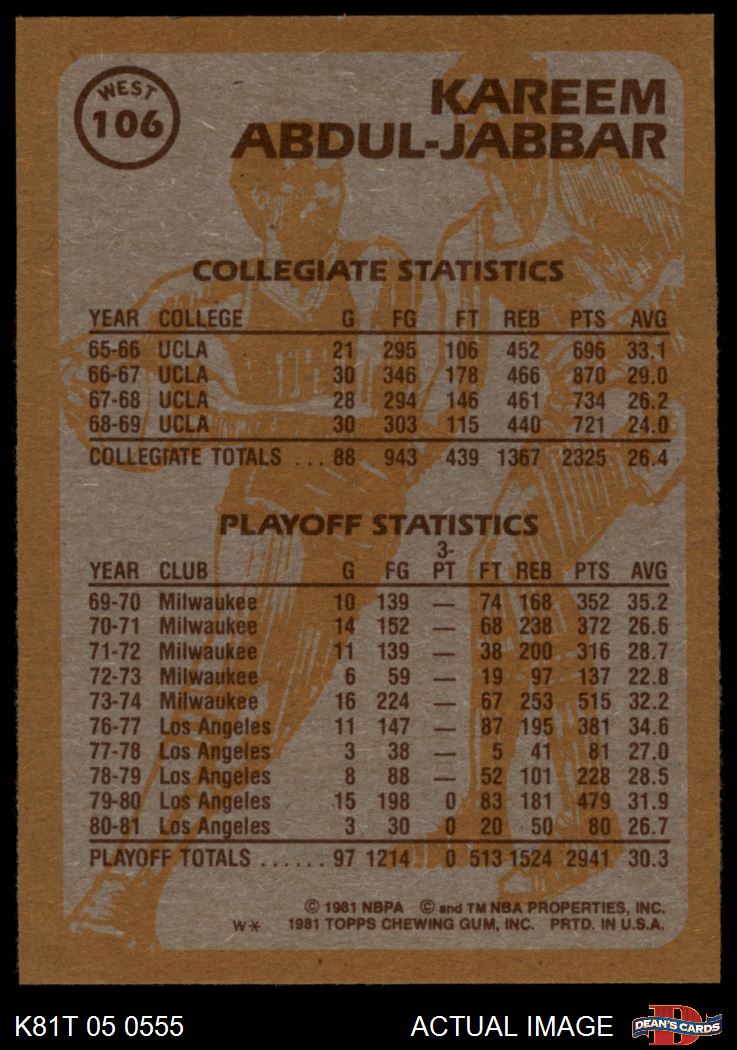 WEST
106
KAREEM
ABDUL-JABBAR
COLLEGIATE STATISTICS
YEAR COLLEGE G FG FT REB PTS AVG
65-66 UCLA 21 295 106 452 696 33.1
66-67 UCLA 30 346 178 466 870 29.0
67-68 UCLA 28 294 146 461 734 26.2
68-69 UCLA 30 303 115 440 721 24.0
COLLEGIATE TOTALS ... 88 943 439 1367 2325 26.4
PLAYOFF STATISTICS
YEAR CLUB G FG 3-PT FT REB PTS AVG
69-70 Milwaukee 10 139 — 74 168 352 35.2
70-71 Milwaukee 14 152 — 68 238 372 26.6
71-72 Milwaukee 11 139 — 38 200 316 28.7
72-73 Milwaukee 6 59 — 19 97 137 22.8
73-74 Milwaukee 16 224 — 67 253 515 32.2
76-77 Los Angeles 11 147 — 87 195 381 34.6
77-78 Los Angeles 3 38 — 5 41 81 27.0
78-79 Los Angeles 8 88 — 52 101 228 28.5
79-80 Los Angeles 15 198 0 83 181 479 31.9
80-81 Los Angeles 3 30 0 20 50 80 26.7
PLAYOFF TOTALS ...... 97 1214 0 513 1524 2941 30.3
© 1981 NBPA © and TM NBA PROPERTIES, INC.
W* 1981 TOPPS CHEWING GUM, INC. PRTD. IN U.S.A.
K81T 05 0555 ACTUAL IMAGE
D
DEAN'S CARDS